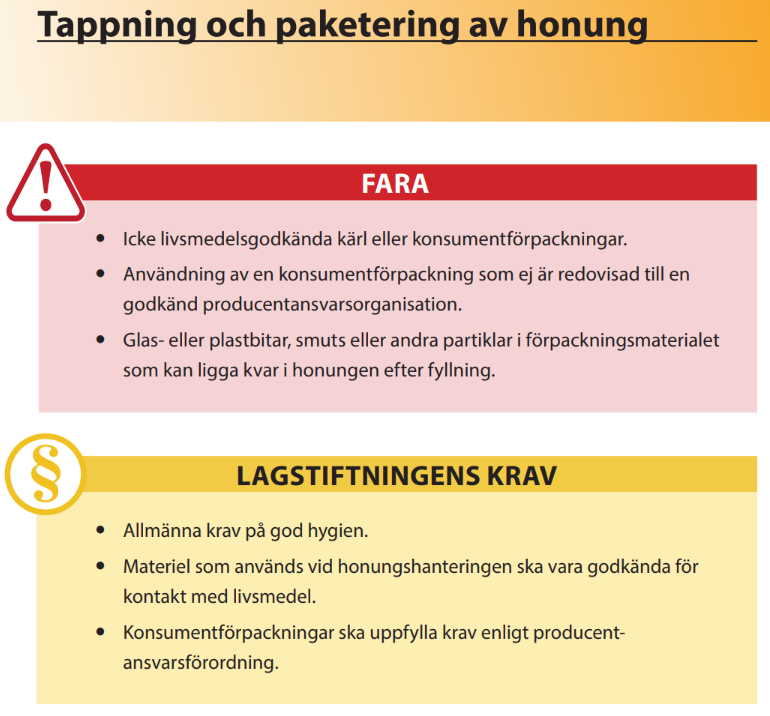 Tappning och paketering av honung
FARA
• Icke livsmedelsgodkända kärl eller konsumentförpackningar.
• Användning av en konsumentförpackning som ej är redovisad till en
godkänd producentansvarsorganisation.
• Glas- eller plastbitar, smuts eller andra partiklar i förpackningsmaterialet
som kan ligga kvar i honungen efter fyllning.
§
LAGSTIFTNINGENS KRAV
• Allmänna krav på god hygien.
• Materiel som används vid honungshanteringen ska vara godkända för
kontakt med livsmedel.
• Konsumentförpackningar ska uppfylla krav enligt producent-
ansvarsförordning.